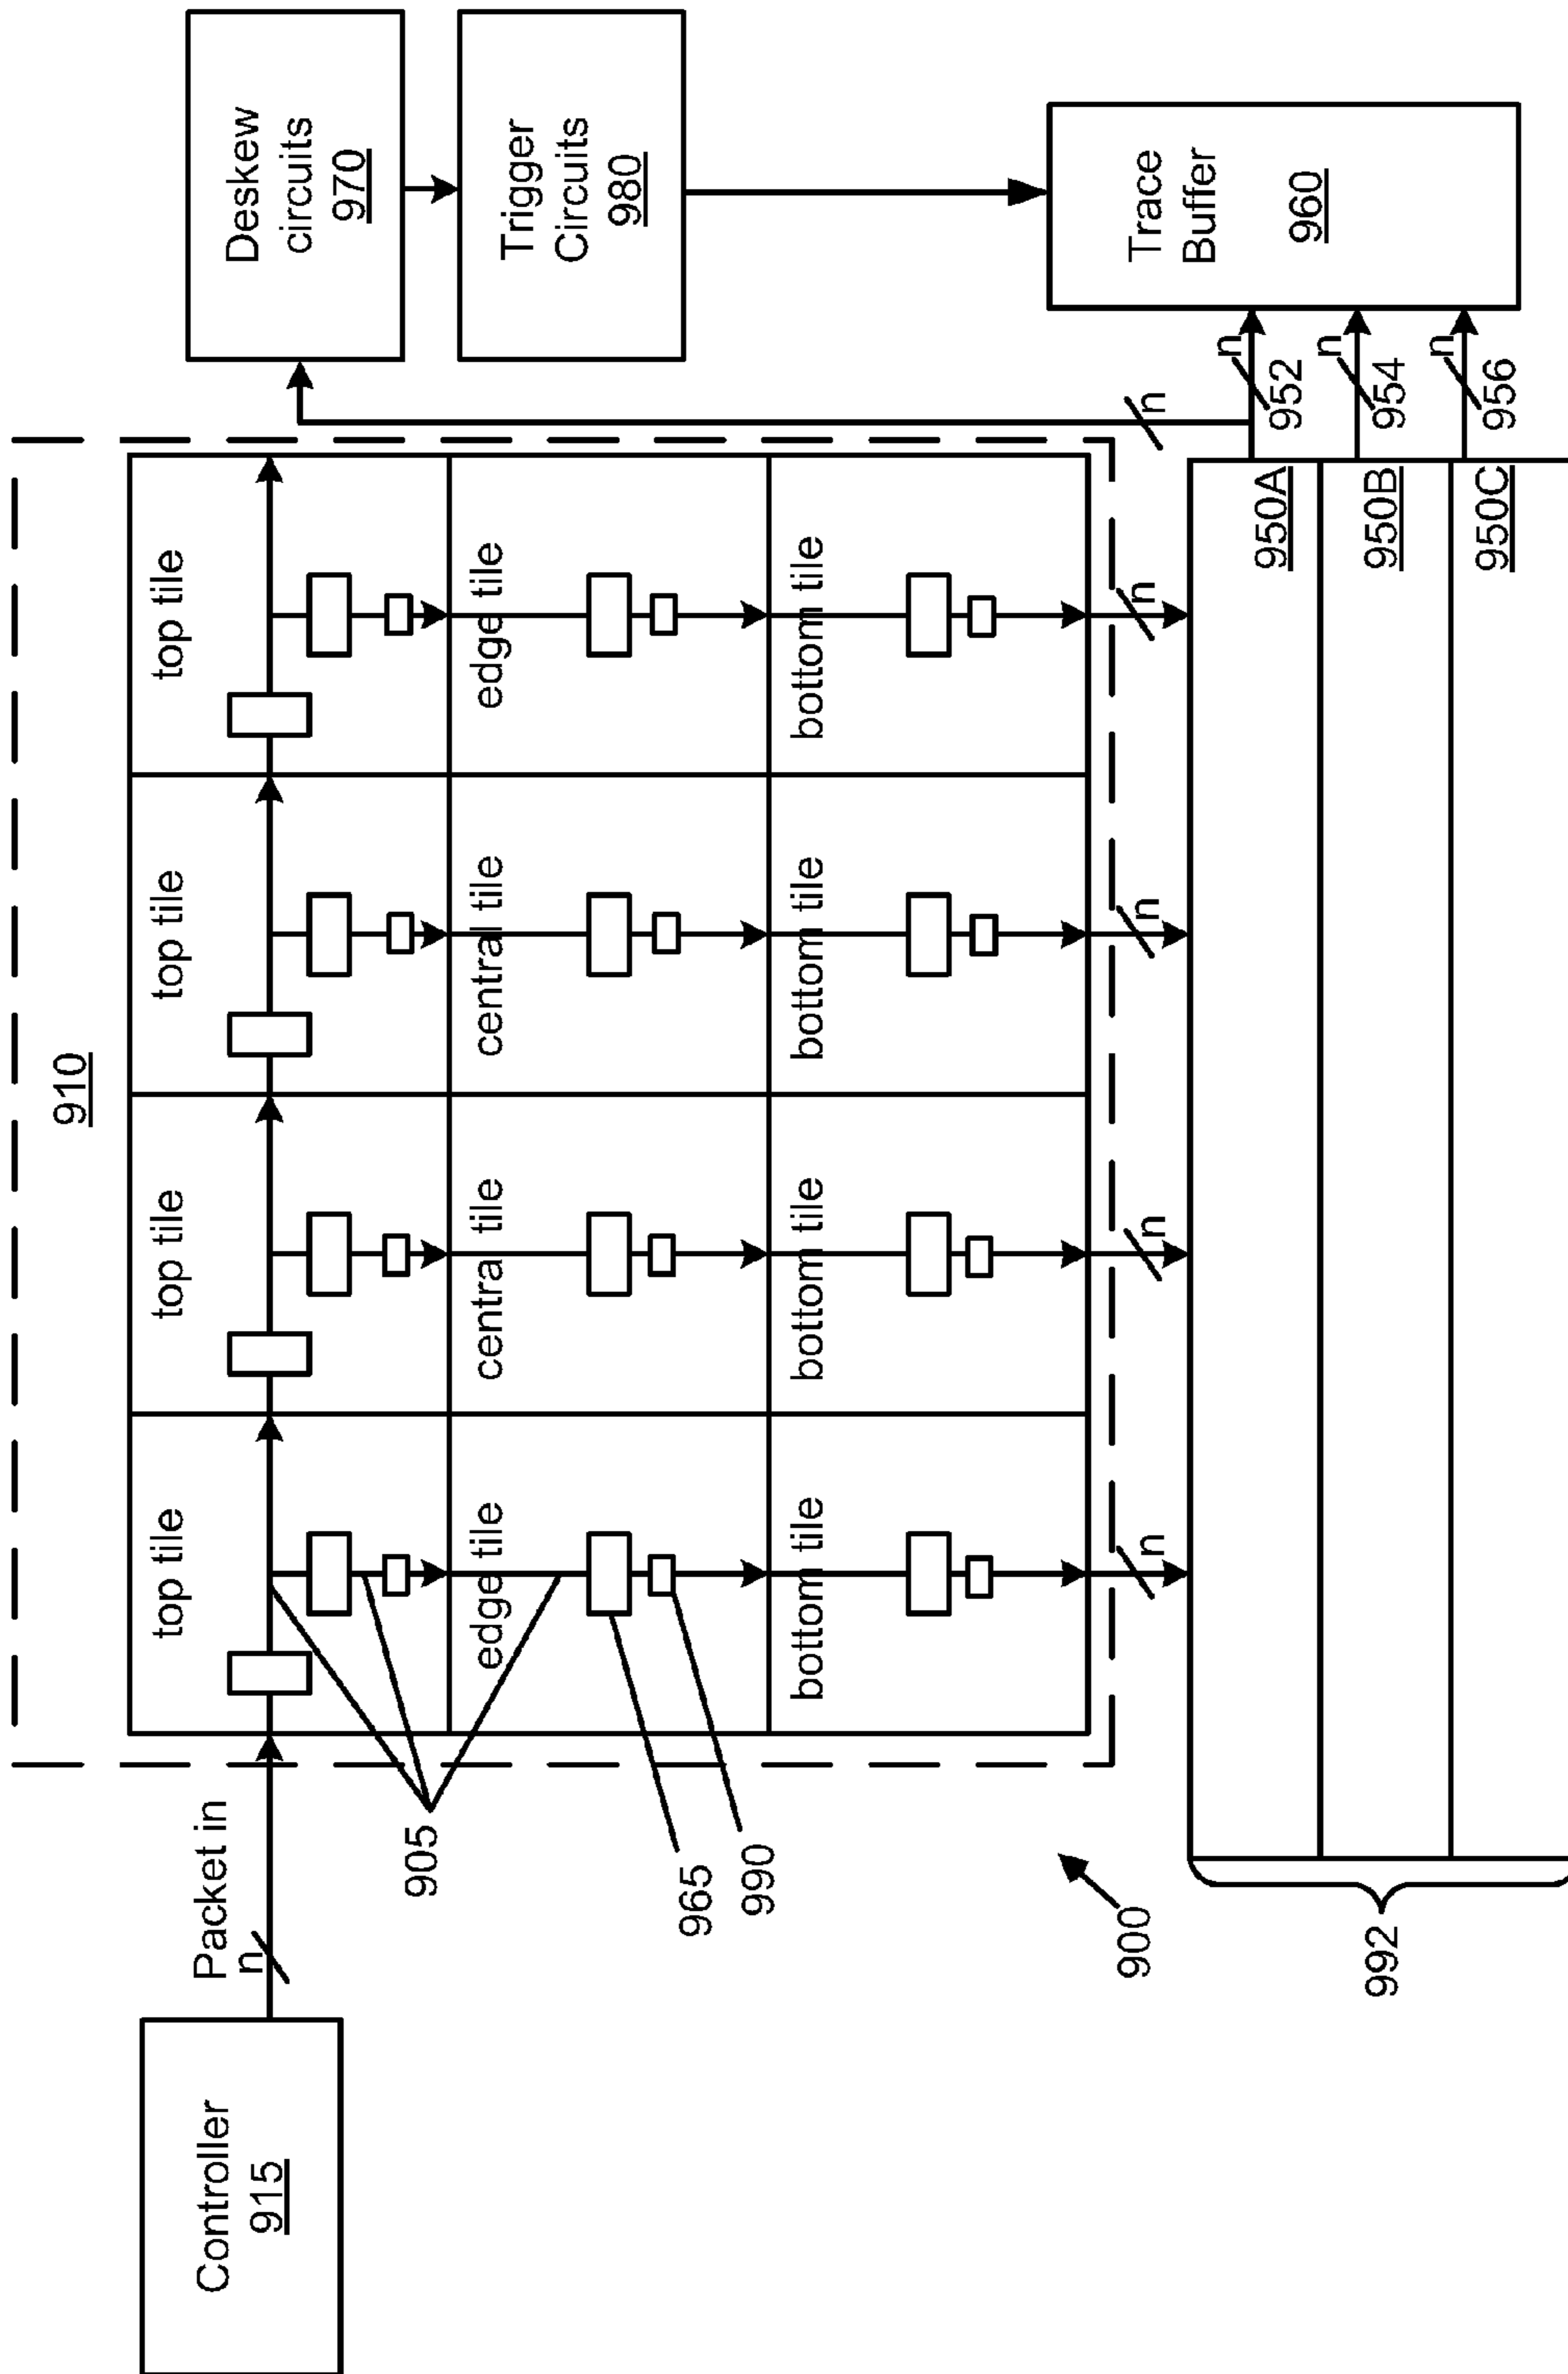 910
Controller
915
Packet in
n
top tile
top tile
top tile
top tile
Deskew
circuits
970
edge tile
central tile
central tile
edge tile
Trigger
Circuits
980
905
965
990
bottom tile
bottom tile
bottom tile
bottom tile
n
n
n
n
n
900
992
950A
950B
950C
n
952
n
954
n
956
Trace
Buffer
960